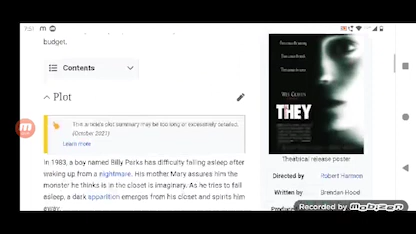 budget.
Contents
Plot
This article's plot summary may be too long or excessively detailed.
(October 2021)
Learn more
In 1983, a boy named Billy Parks has difficulty falling asleep after
waking up from a nightmare. His mother Mary assures him the
monster he thinks is in the closet is imaginary. As he tries to fall
asleep, a dark apparition emerges from his closet and spirits him
away.
WES CRAVEN
THEY
Theatrical release poster
Directed by Robert Harmon
Written by Brendan Hood
Produced
Recorded by Mobizen